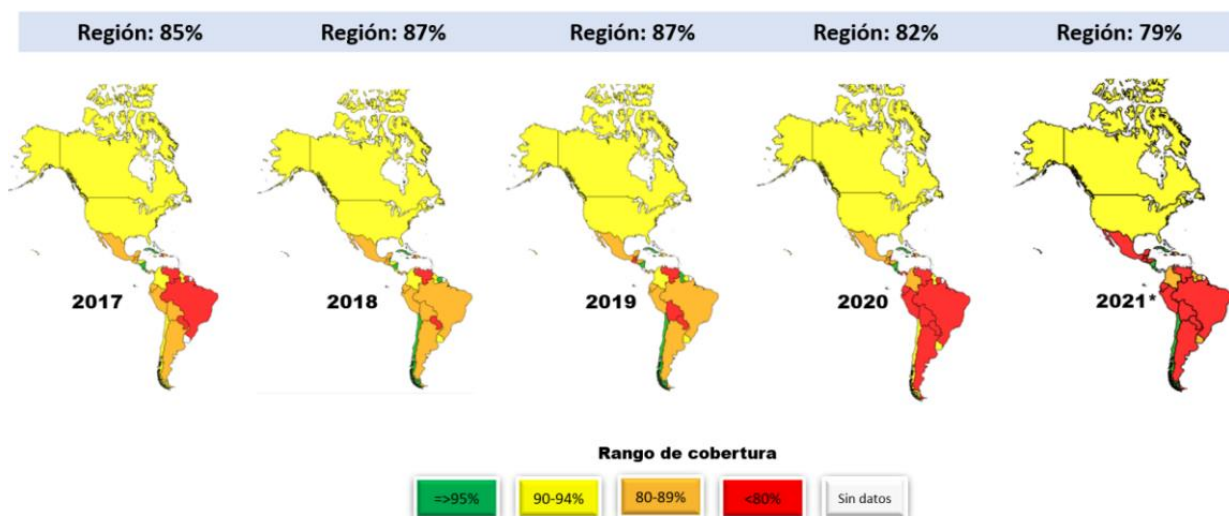 Región: 85% Región: 87% Región: 87% Región: 82% Región: 79%
2017 2018 2019 2020 2021*
Rango de cobertura
=>95% 90-94% 80-89% <80% Sin datos